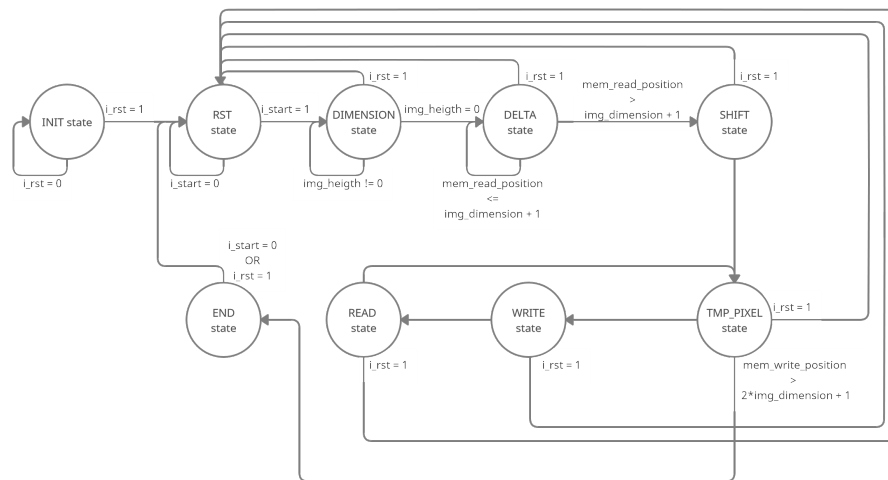 i_rst = 1
i_rst = 1
mem_read_position
>
img_dimension + 1
i_rst = 1
INIT state
i_rst = 1
RST
state
i_start = 1
DIMENSION
state
img_heigth = 0
DELTA
state
SHIFT
state
i_rst = 0
i_start = 0
img_heigth != 0
mem_read_position
<=
img_dimension + 1
i_start = 0
OR
i_rst = 1
END
state
READ
state
WRITE
state
TMP_PIXEL
state
i_rst = 1
i_rst = 1
i_rst = 1
mem_write_position
>
2*img_dimension + 1